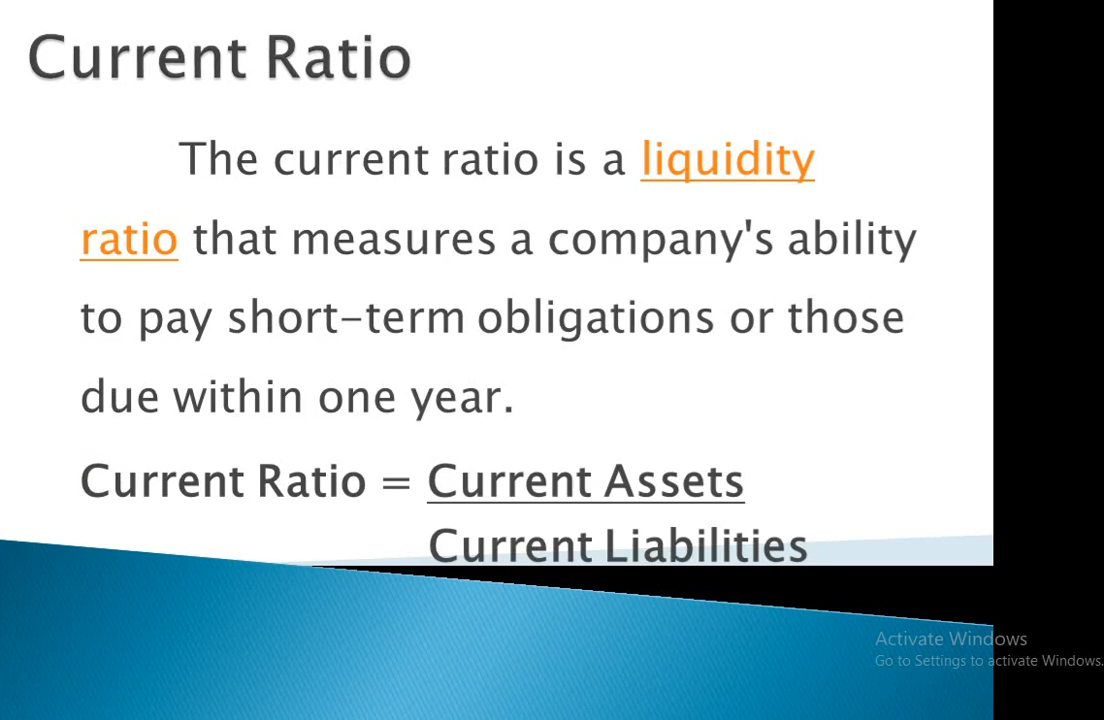 Current Ratio
The current ratio is a liquidity
ratio that measures a company's ability
to pay short-term obligations or those
due within one year.
Current Ratio = Current Assets
Current Liabilities
Activate Windows
Go to Settings to activate Windows.